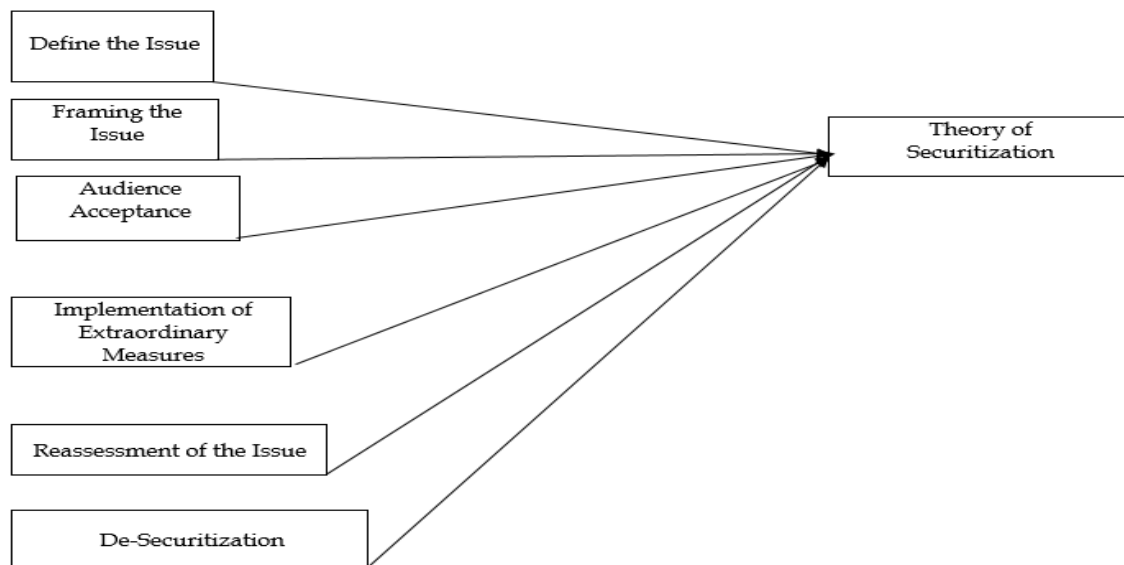 Define the Issue
Framing the
Issue
Theory of
Securitization
Audience
Acceptance
Implementation of
Extraordinary
Measures
Reassessment of the Issue
De-Securitization